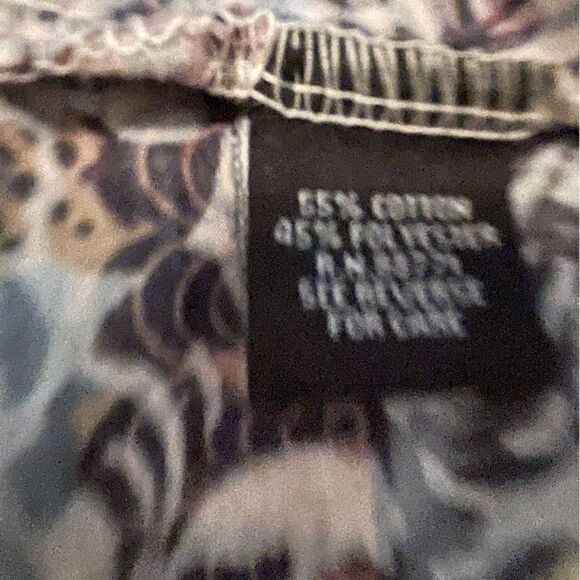 55% COTTON
45% POLYESTER
R.N.
SEE REVERSE
FOR CARE